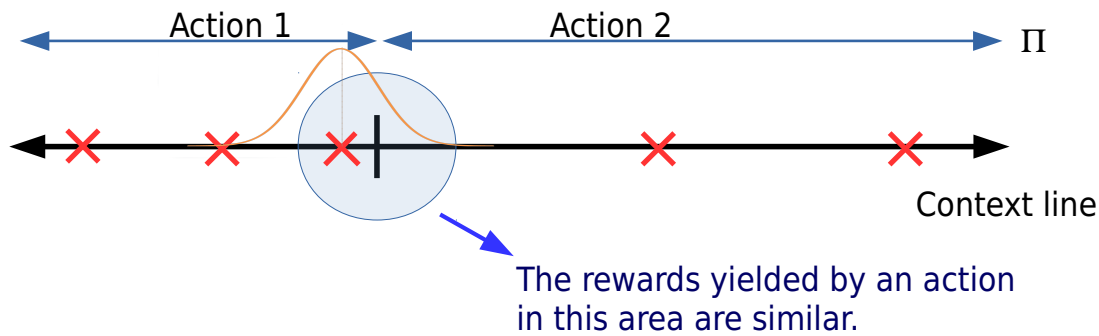 Action 1
Action 2
Π
Context line
The rewards yielded by an action
in this area are similar.